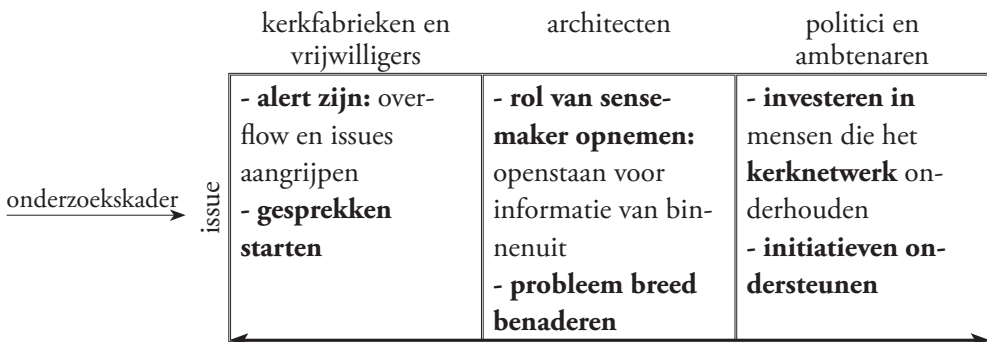 kerkfabrieken en
vrijwilligers
architecten
politici en
ambtenaren
onderzoekskader
issue
- alert zijn: over-
flow en issues
aangrijpen
- gesprekken
starten
- rol van sense-
maker opnemen:
openstaan voor
informatie van bin-
nenuit
- probleem breed
benaderen
- investeren in
mensen die het
kerknetwerk on-
derhouden
- initiatieven on-
dersteunen